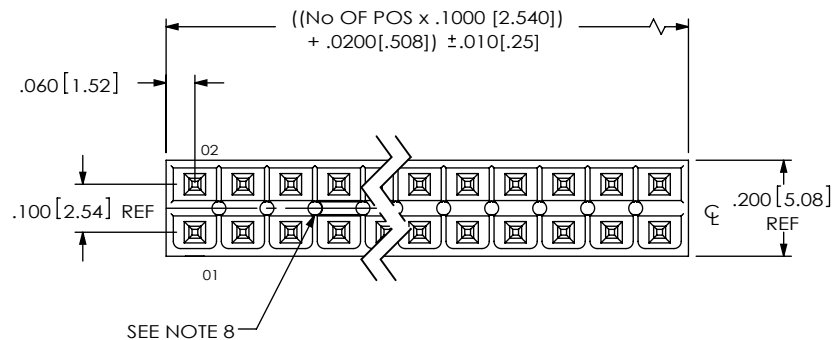 ((No OF POS x .1000 [2.540])
+ .0200[.508]) ±.010[.25]
.060 [1.52]
02
.100 [2.54] REF
℄ .200 [5.08]
REF
01
SEE NOTE 8